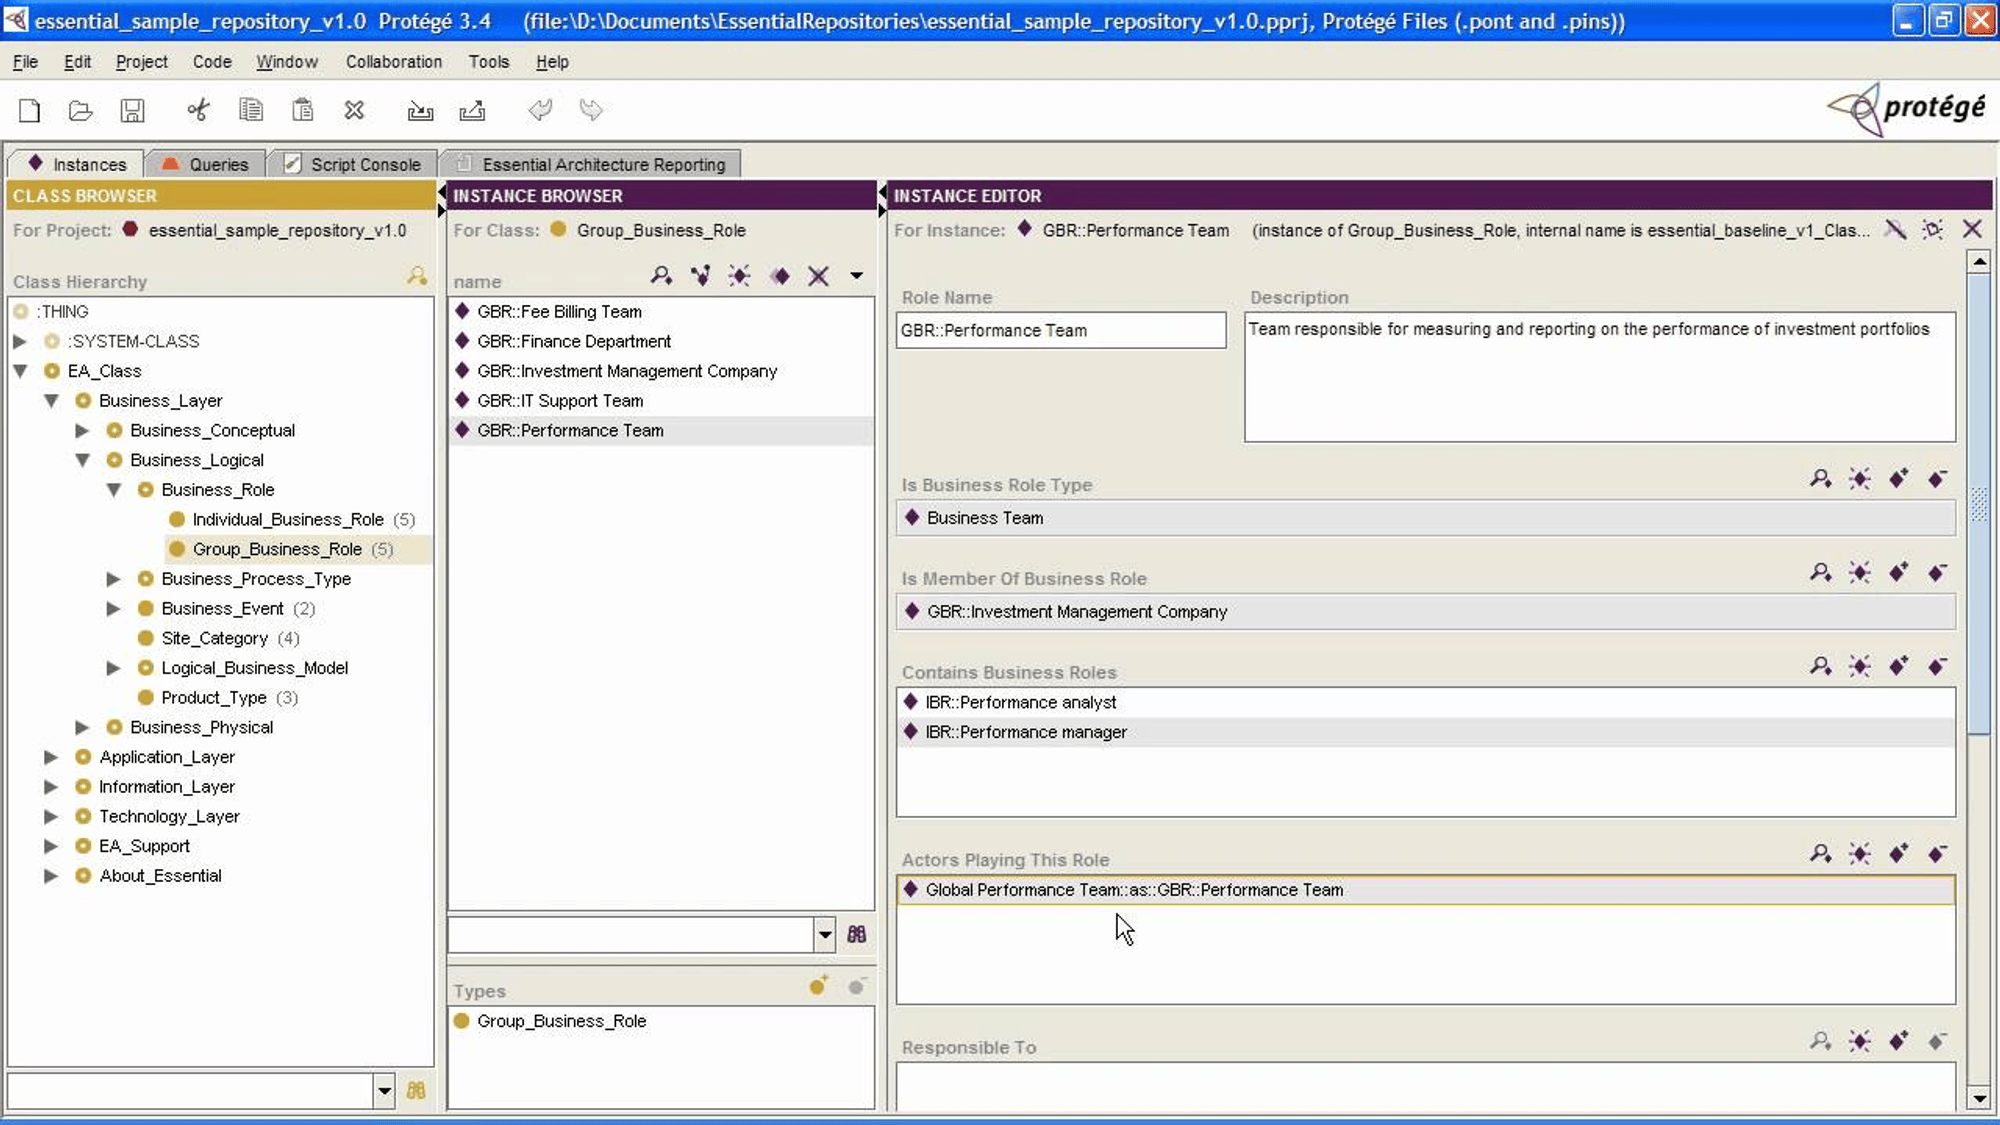 essential_sample_repository_v1.0 Protégé 3.4 (file:\D:\Documents\EssentialRepositories\essential_sample_repository_v1.0.pprj, Protégé Files (.pont and .pins))
File Edit Project Code Window Collaboration Tools Help
protégé
Instances Queries Script Console Essential Architecture Reporting
CLASS BROWSER
For Project: essential_sample_repository_v1.0
Class Hierarchy
:THING
:SYSTEM-CLASS
EA_Class
Business_Layer
Business_Conceptual
Business_Logical
Business_Role
Individual_Business_Role (5)
Group_Business_Role (5)
Business_Process_Type
Business_Event (2)
Site_Category (4)
Logical_Business_Model
Product_Type (3)
Business_Physical
Application_Layer
Information_Layer
Technology_Layer
EA_Support
About_Essential
INSTANCE BROWSER
For Class: Group_Business_Role
name
GBR::Fee Billing Team
GBR::Finance Department
GBR::Investment Management Company
GBR::IT Support Team
GBR::Performance Team
Types
Group_Business_Role
INSTANCE EDITOR
For Instance: GBR::Performance Team (instance of Group_Business_Role, internal name is essential_baseline_v1_Clas...
Role Name
GBR::Performance Team
Description
Team responsible for measuring and reporting on the performance of investment portfolios
Is Business Role Type
Business Team
Is Member Of Business Role
GBR::Investment Management Company
Contains Business Roles
IBR::Performance analyst
IBR::Performance manager
Actors Playing This Role
Global Performance Team::as::GBR::Performance Team
Responsible To